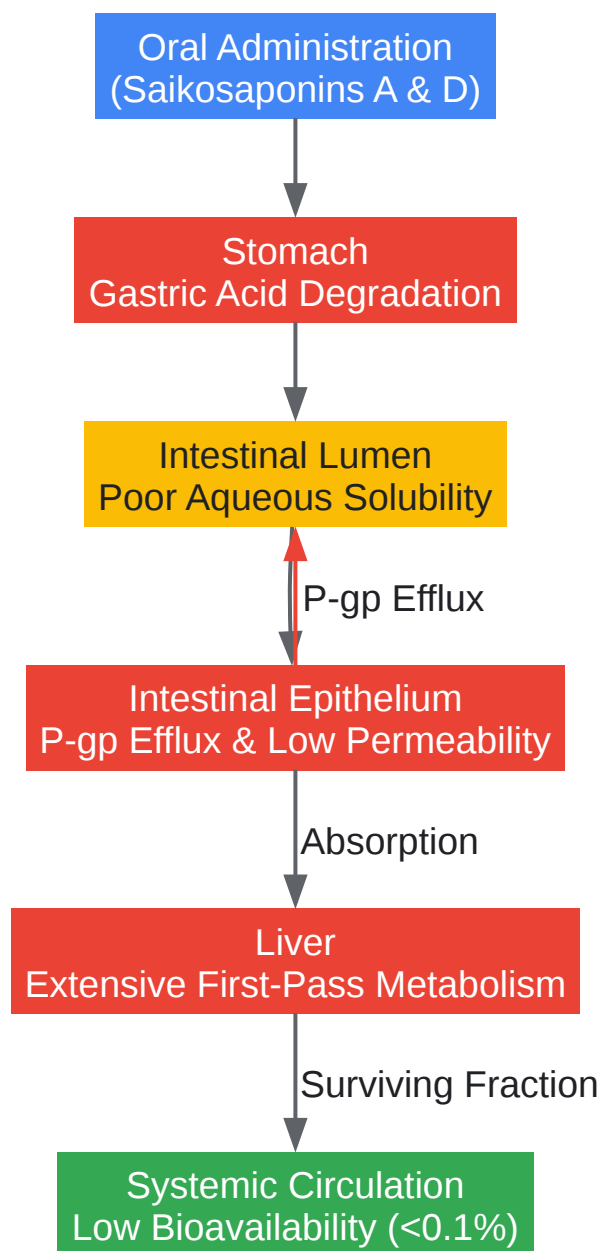 Oral Administration
(Saikosaponins A & D)
Stomach
Gastric Acid Degradation
Intestinal Lumen
Poor Aqueous Solubility
P-gp Efflux
Intestinal Epithelium
P-gp Efflux & Low Permeability
Absorption
Liver
Extensive First-Pass Metabolism
Surviving Fraction
Systemic Circulation
Low Bioavailability (<0.1%)